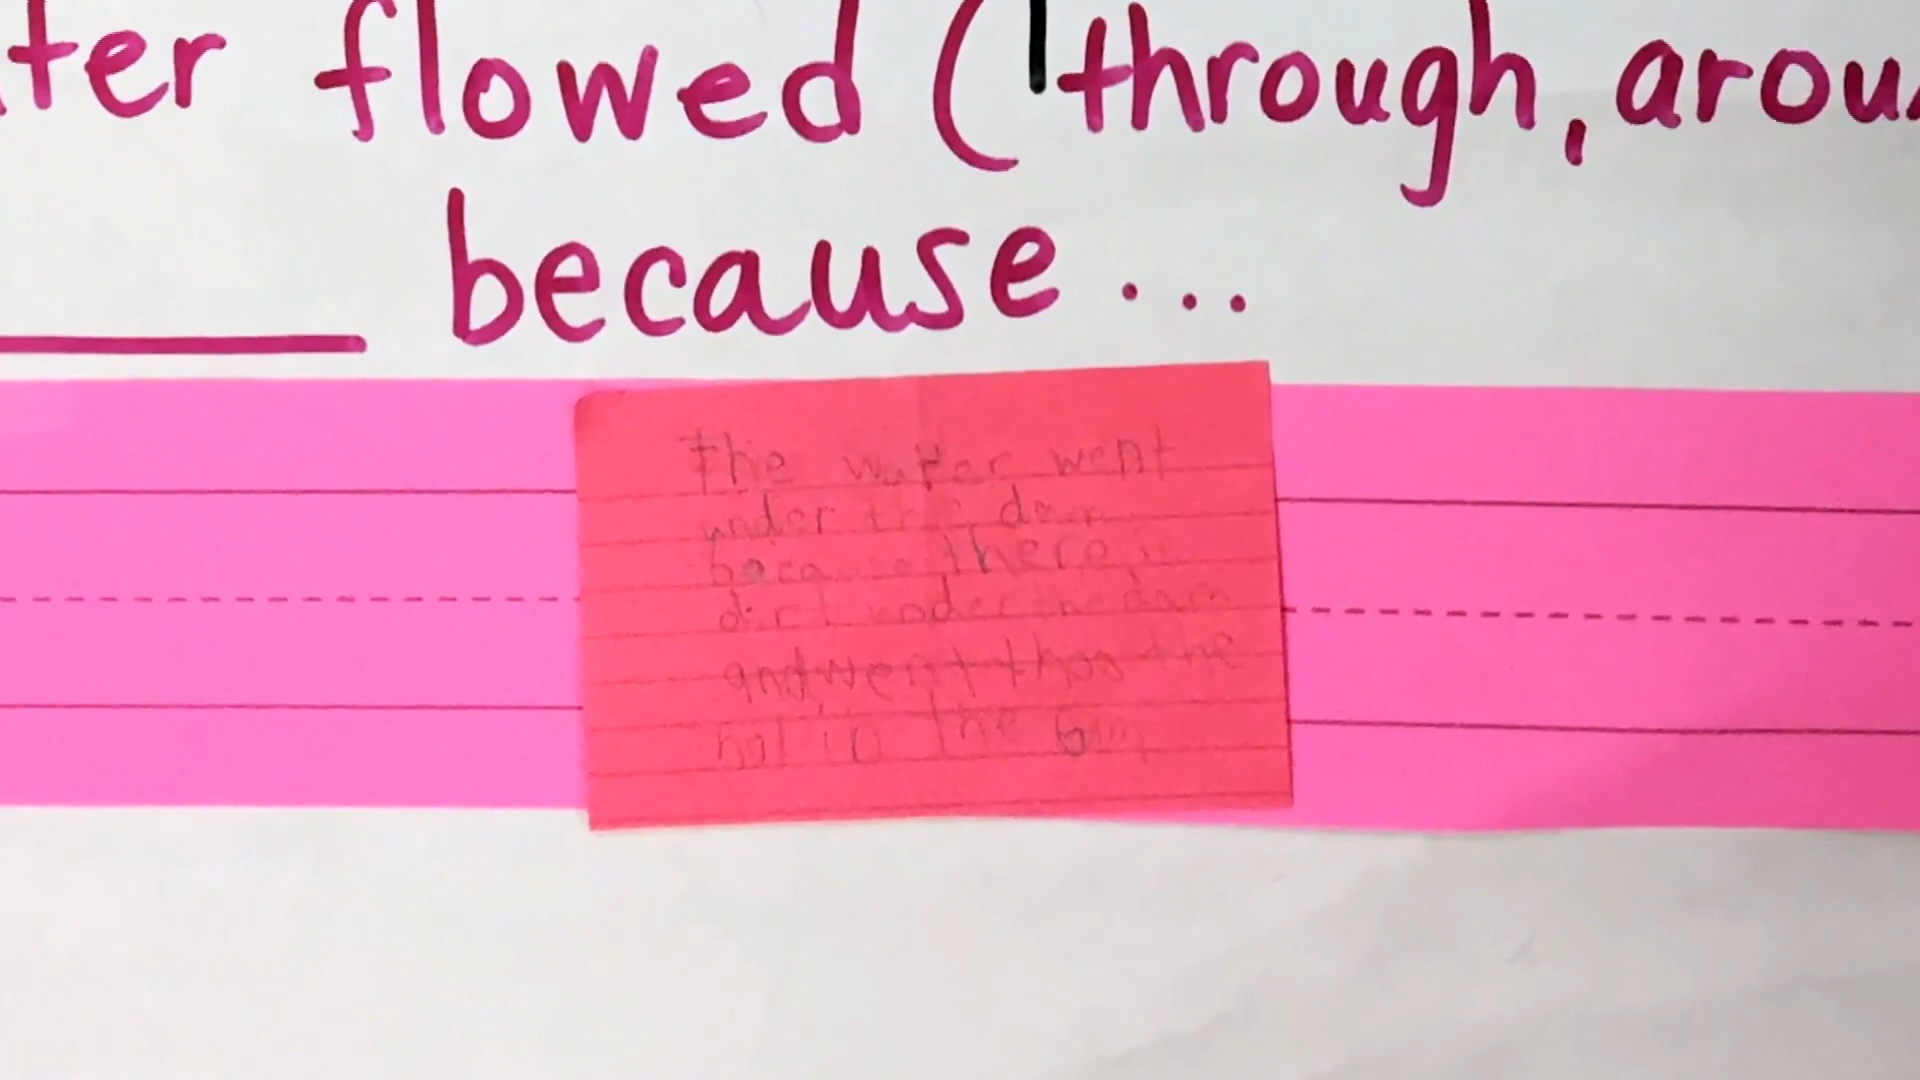 ter flowed (through, arou
because...
The water went
under the dam
because there is
dirt under the dam
and went thos the
hol in the